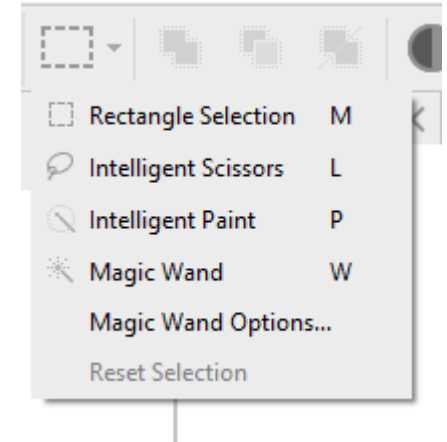 Rectangle Selection M
Intelligent Scissors L
Intelligent Paint P
Magic Wand W
Magic Wand Options...
Reset Selection